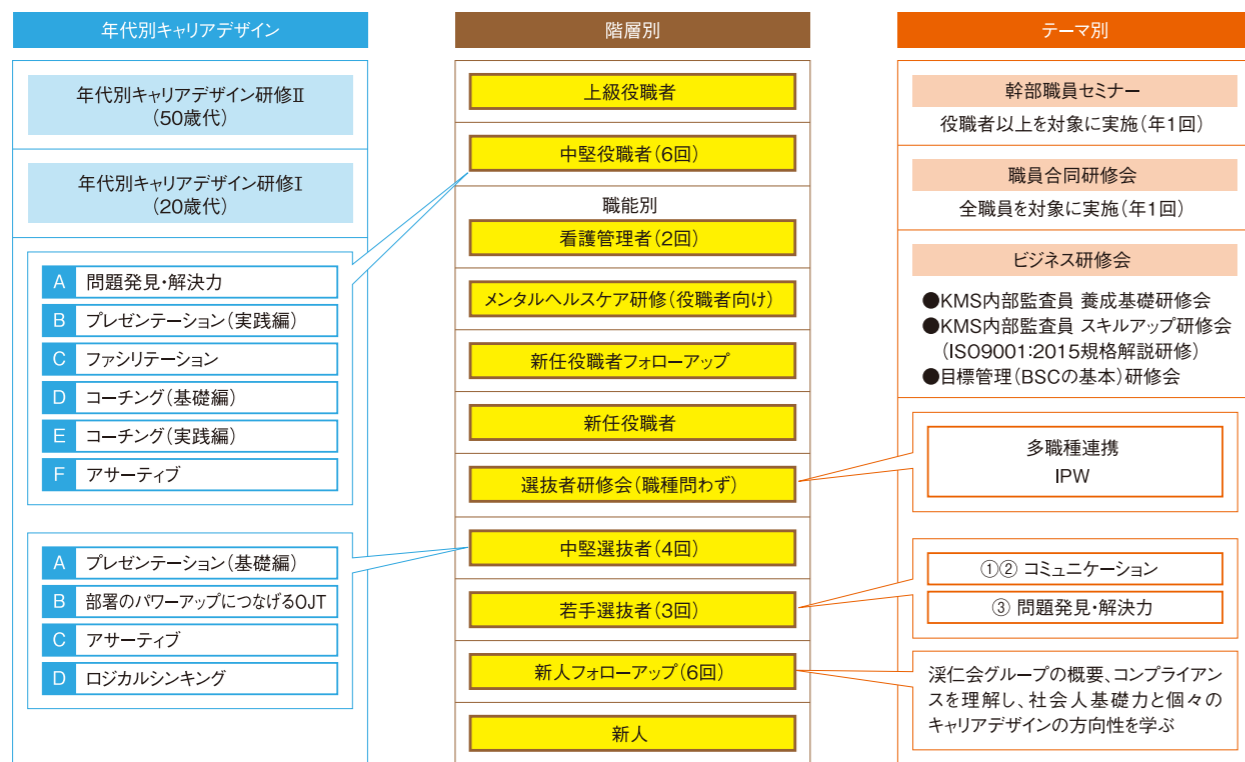 年代別キャリアデザイン
年代別キャリアデザイン研修Ⅱ
(50歳代)
年代別キャリアデザイン研修Ⅰ
(20歳代)
A 問題発見・解決力
B プレゼンテーション(実践編)
C ファシリテーション
D コーチング(基礎編)
E コーチング(実践編)
F アサーティブ
A プレゼンテーション(基礎編)
B 部署のパワーアップにつなげるOJT
C アサーティブ
D ロジカルシンキング
階層別
上級役職者
中堅役職者(6回)
職能別
看護管理者(2回)
メンタルヘルスケア研修(役職者向け)
新任役職者フォローアップ
新任役職者
選抜者研修会(職種問わず)
中堅選抜者(4回)
若手選抜者(3回)
新人フォローアップ(6回)
新人
テーマ別
幹部職員セミナー
役職者以上を対象に実施(年1回)
職員合同研修会
全職員を対象に実施(年1回)
ビジネス研修会
●KMS内部監査員 養成基礎研修会
●KMS内部監査員 スキルアップ研修会
(ISO9001:2015規格解説研修)
●目標管理(BSCの基本)研修会
多職種連携
IPW
①② コミュニケーション
③ 問題発見・解決力
渓仁会グループの概要、コンプライアン
スを理解し、社会人基礎力と個々の
キャリアデザインの方向性を学ぶ